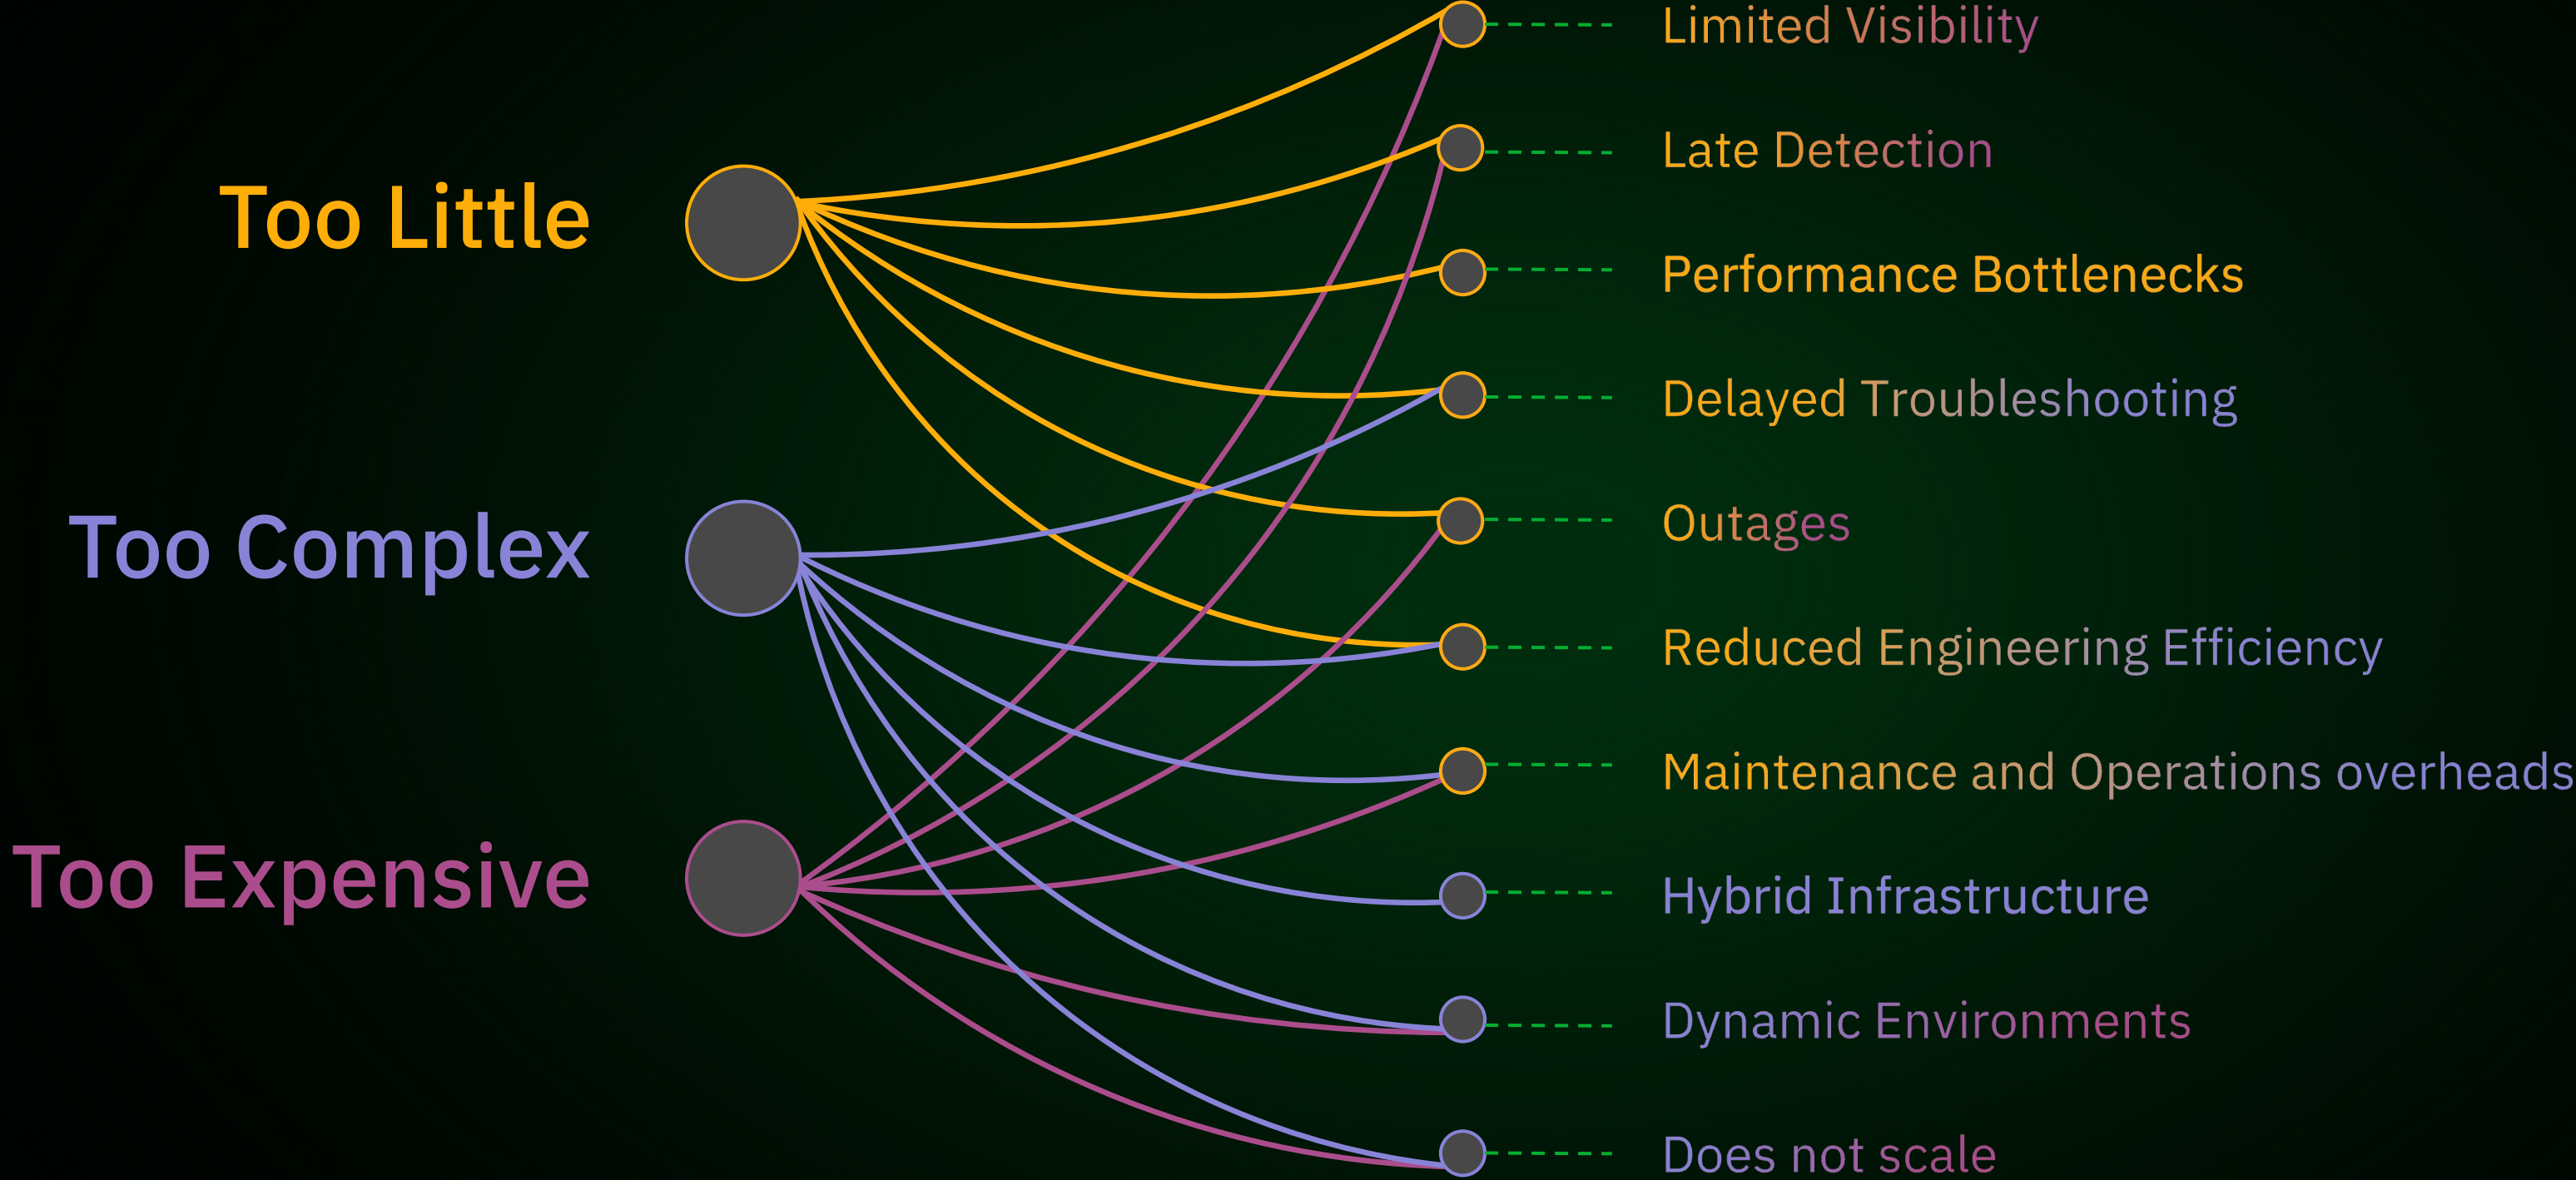 Too Little
Too Complex
Too Expensive
Limited Visibility
Late Detection
Performance Bottlenecks
Delayed Troubleshooting
Outages
Reduced Engineering Efficiency
Maintenance and Operations overheads
Hybrid Infrastructure
Dynamic Environments
Does not scale